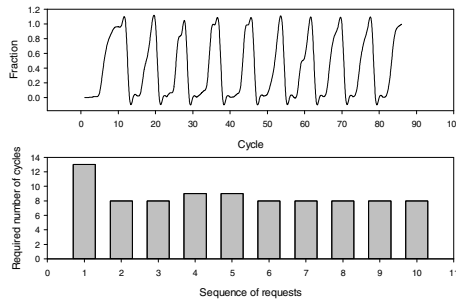 1.2
1.0
0.8
0.6
0.4
0.2
0.0
Fraction
0 10 20 30 40 50 60 70 80 90 100
Cycle
14
12
10
8
6
4
2
0
Required number of cycles
0 1 2 3 4 5 6 7 8 9 10 11
Sequence of requests